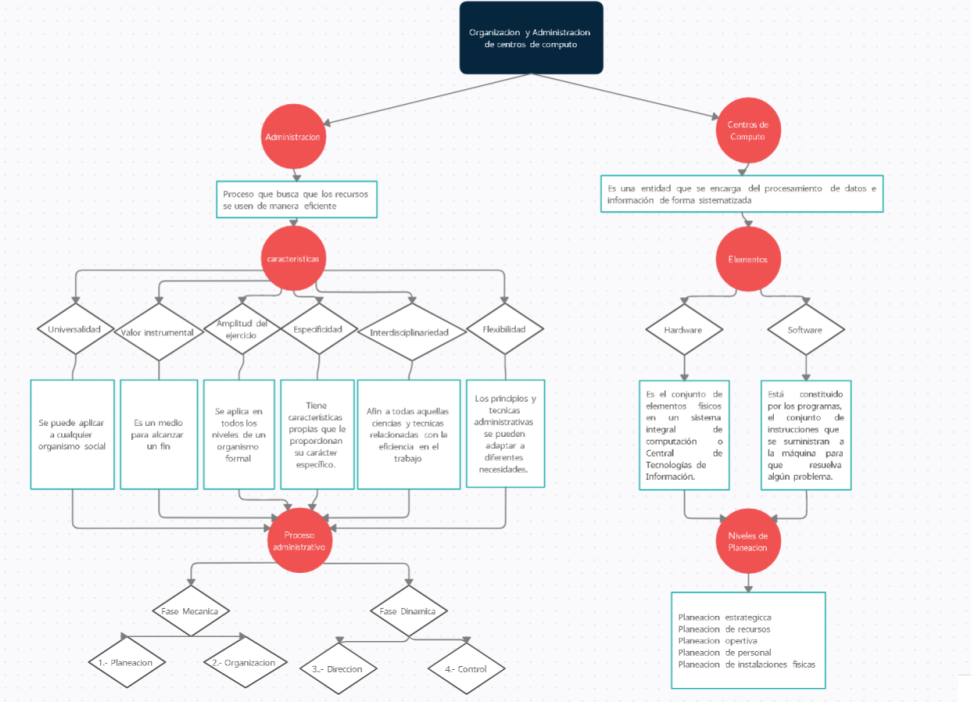 Organizacion y Administracion
de centros de computo
Administracion
Centros de
Computo
Proceso que busca que los recursos
se usen de manera eficiente
Es una entidad que se encarga del procesamiento de datos e
información de forma sistematizada
caracteristicas
Elementos
Universalidad
Valor instrumental
Amplitud del
ejercicio
Especificidad
Interdisciplinariedad
Flexibilidad
Hardware
Software
Se puede aplicar
a cualquier
organismo social
Es un medio
para alcanzar
un fin
Se aplica en
todos los
niveles de un
organismo
formal
Tiene
características
propias que le
proporcionan
su carácter
específico.
Afin a todas aquellas
ciencias y tecnicas
relacionadas con la
eficiencia en el
trabajo
Los principios y
tecnicas
administrativas
se pueden
adaptar a
diferentes
necesidades.
Es el conjunto de
elementos físicos
en un sistema
integral de
computación o
Central de
Tecnologías de
Información.
Está constituido
por los programas,
el conjunto de
instrucciones que
se suministran a
la máquina para
que resuelva
algún problema.
Proceso
administrativo
Niveles de
Planeacion
Fase Mecanica
Fase Dinamica
1.- Planeacion
2.- Organizacion
3..- Direccion
4.- Control
Planeacion estrategicca
Planeacion de recursos
Planeacion opertiva
Planeacion de personal
Planeacion de instalaciones fisicas